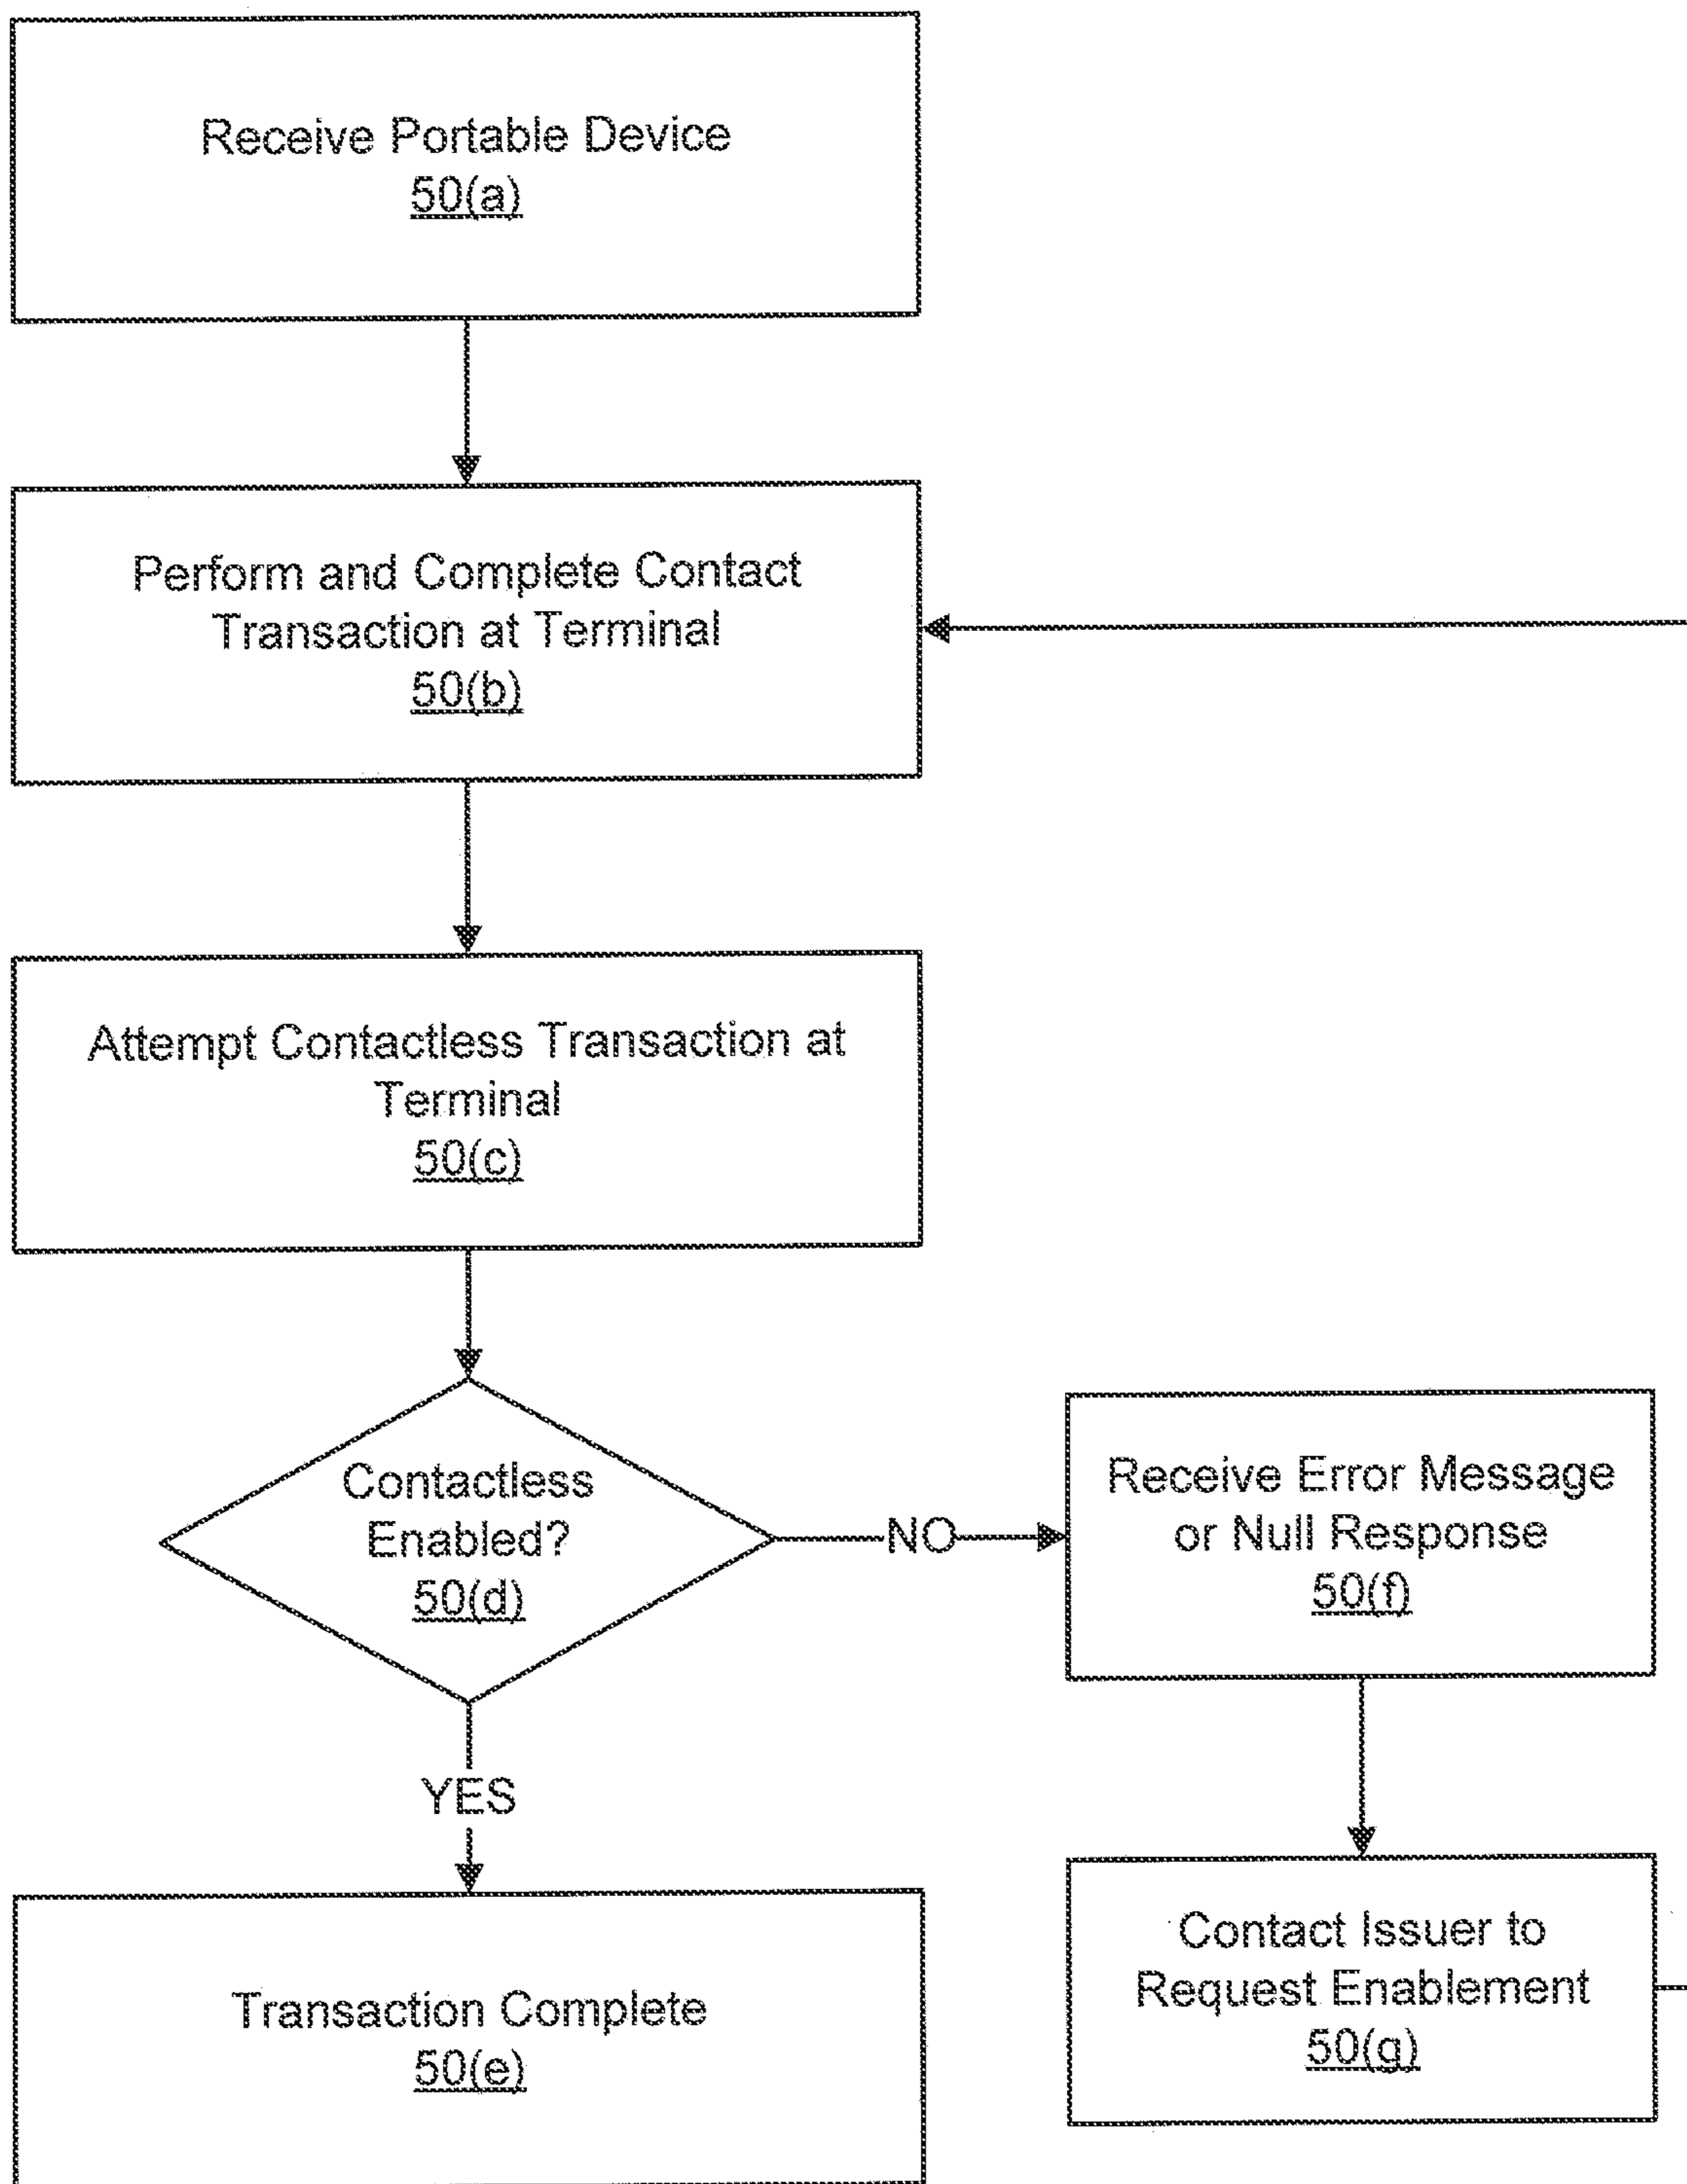 Receive Portable Device
50(a)
Perform and Complete Contact
Transaction at Terminal
50(b)
Attempt Contactless Transaction at
Terminal
50(c)
Contactless
Enabled?
50(d)
NO
Receive Error Message
or Null Response
50(f)
YES
Contact Issuer to
Request Enablement
50(g)
Transaction Complete
50(e)